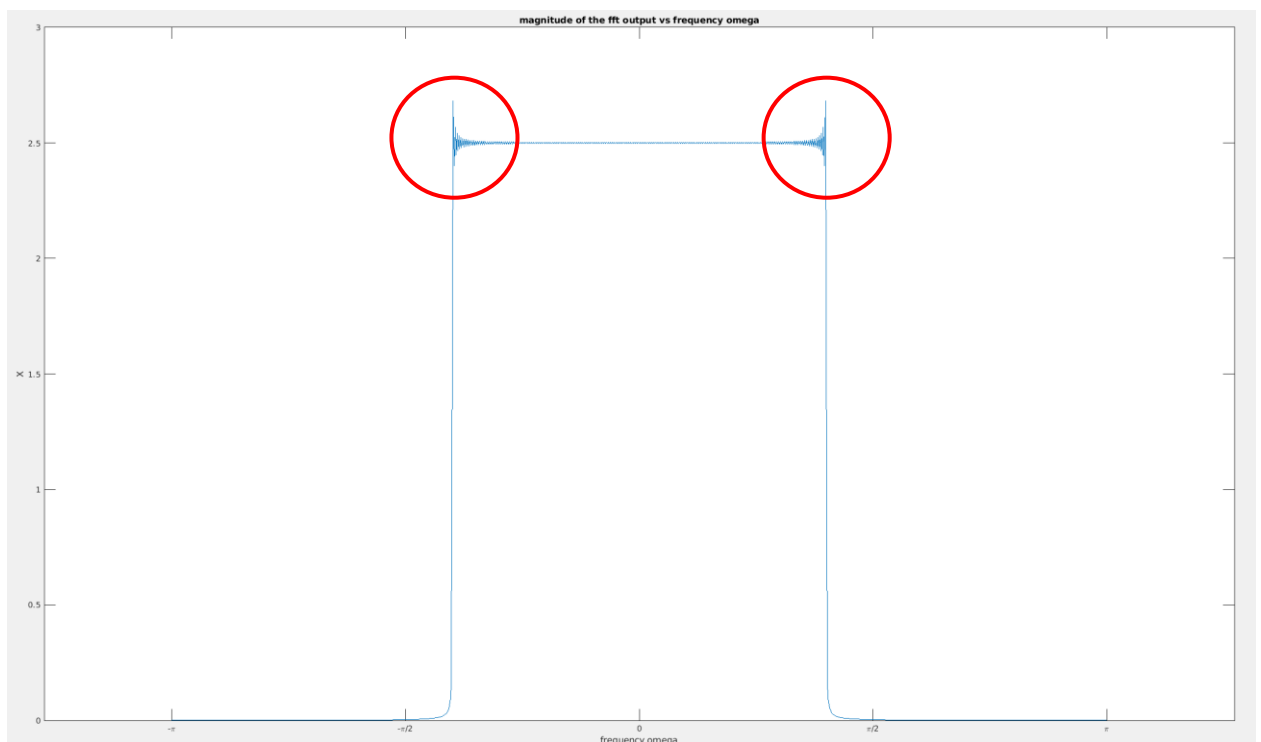 magnitude of the fft output vs frequency omega
3
2.5
2
X
1.5
1
0.5
0
-π
-π/2
0
π/2
π
frequency omega